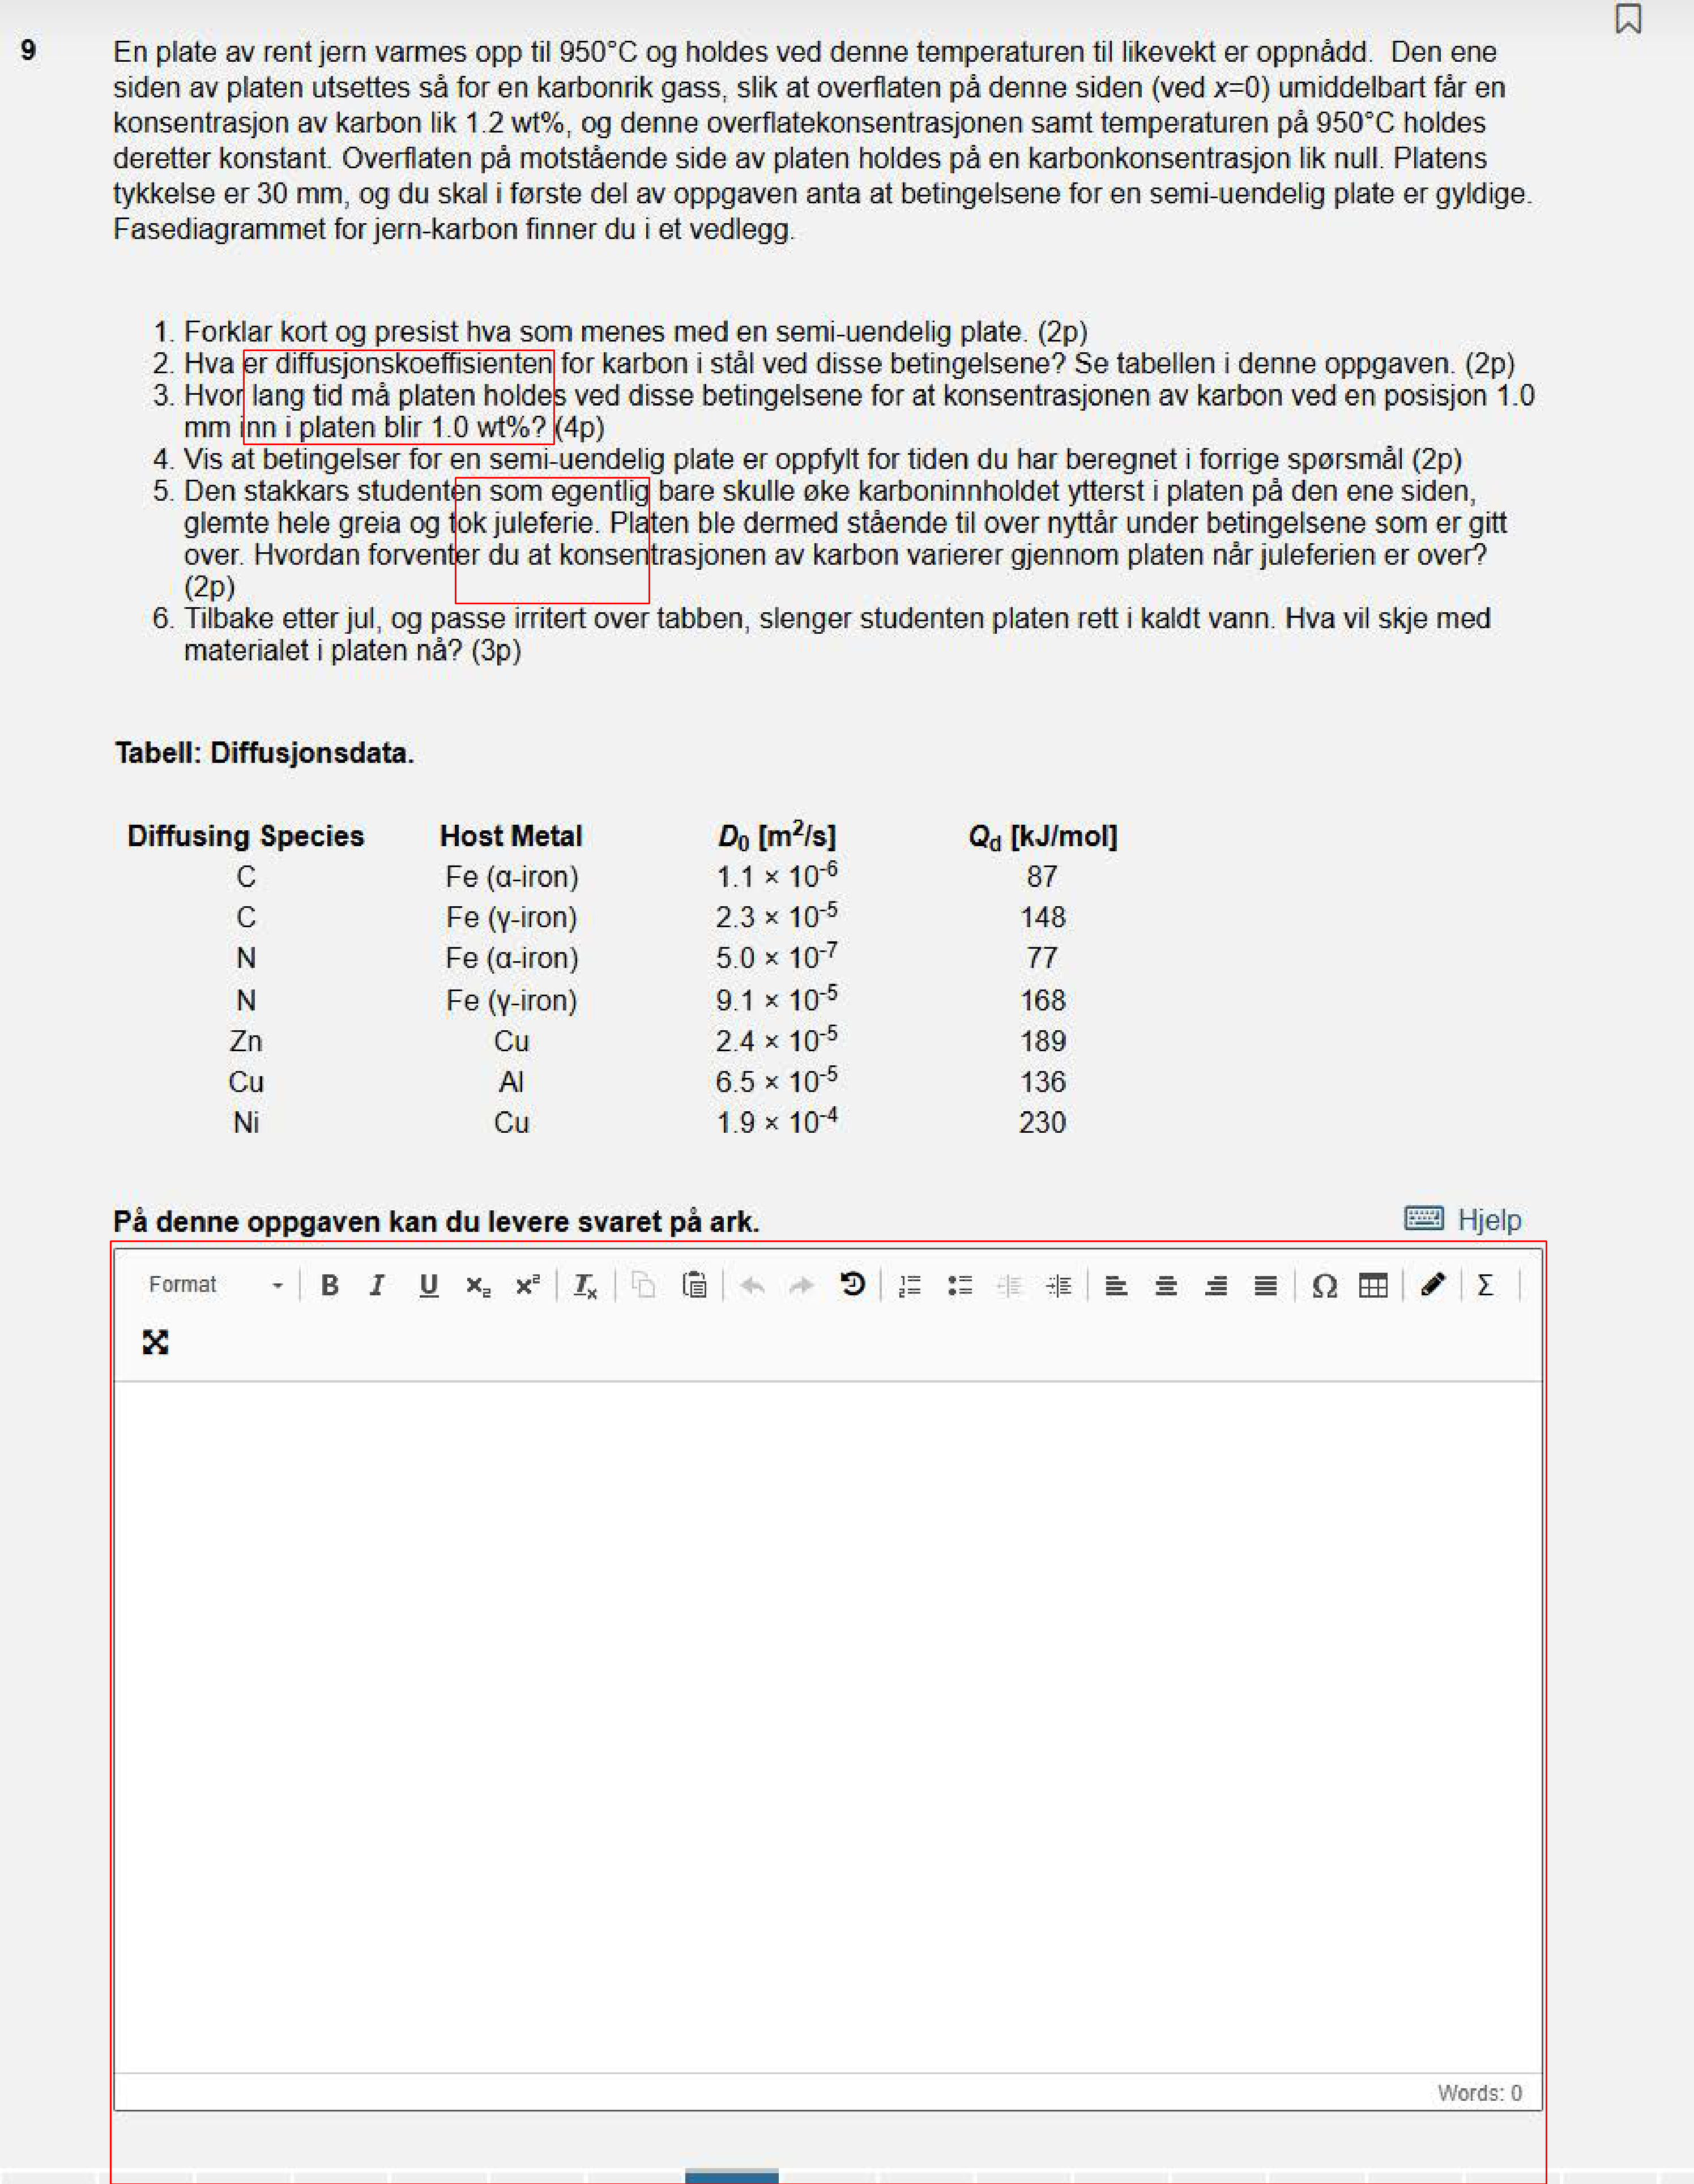 9 En plate av rent jern varmes opp til 950°C og holdes ved denne temperaturen til likevekt er oppnådd. Den ene
siden av platen utsettes så for en karbonrik gass, slik at overflaten på denne siden (ved x=0) umiddelbart får en
konsentrasjon av karbon lik 1.2 wt%, og denne overflatekonsentrasjonen samt temperaturen på 950°C holdes
deretter konstant. Overflaten på motstående side av platen holdes på en karbonkonsentrasjon lik null. Platens
tykkelse er 30 mm, og du skal i første del av oppgaven anta at betingelsene for en semi-uendelig plate er gyldige.
Fasediagrammet for jern-karbon finner du i et vedlegg.
1. Forklar kort og presist hva som menes med en semi-uendelig plate. (2p)
2. Hva er diffusjonskoeffisienten for karbon i stål ved disse betingelsene? Se tabellen i denne oppgaven. (2p)
3. Hvor lang tid må platen holdes ved disse betingelsene for at konsentrasjonen av karbon ved en posisjon 1.0
mm inn i platen blir 1.0 wt%? (4p)
4. Vis at betingelser for en semi-uendelig plate er oppfylt for tiden du har beregnet i forrige spørsmål (2p)
5. Den stakkars studenten som egentlig bare skulle øke karboninnholdet ytterst i platen på den ene siden,
glemte hele greia og tok juleferie. Platen ble dermed stående til over nyttår under betingelsene som er gitt
over. Hvordan forventer du at konsentrasjonen av karbon varierer gjennom platen når juleferien er over?
(2p)
6. Tilbake etter jul, og passe irritert over tabben, slenger studenten platen rett i kaldt vann. Hva vil skje med
materialet i platen nå? (3p)
Tabell: Diffusjonsdata.
Diffusing Species Host Metal D₀ [m²/s] Q_d [kJ/mol]
C Fe (α-iron) 1.1 × 10⁻⁶ 87
C Fe (γ-iron) 2.3 × 10⁻⁵ 148
N Fe (α-iron) 5.0 × 10⁻⁷ 77
N Fe (γ-iron) 9.1 × 10⁻⁵ 168
Zn Cu 2.4 × 10⁻⁵ 189
Cu Al 6.5 × 10⁻⁵ 136
Ni Cu 1.9 × 10⁻⁴ 230
På denne oppgaven kan du levere svaret på ark. Hjelp
Format B I U x₂ x² Iₓ Ω Σ
Words: 0